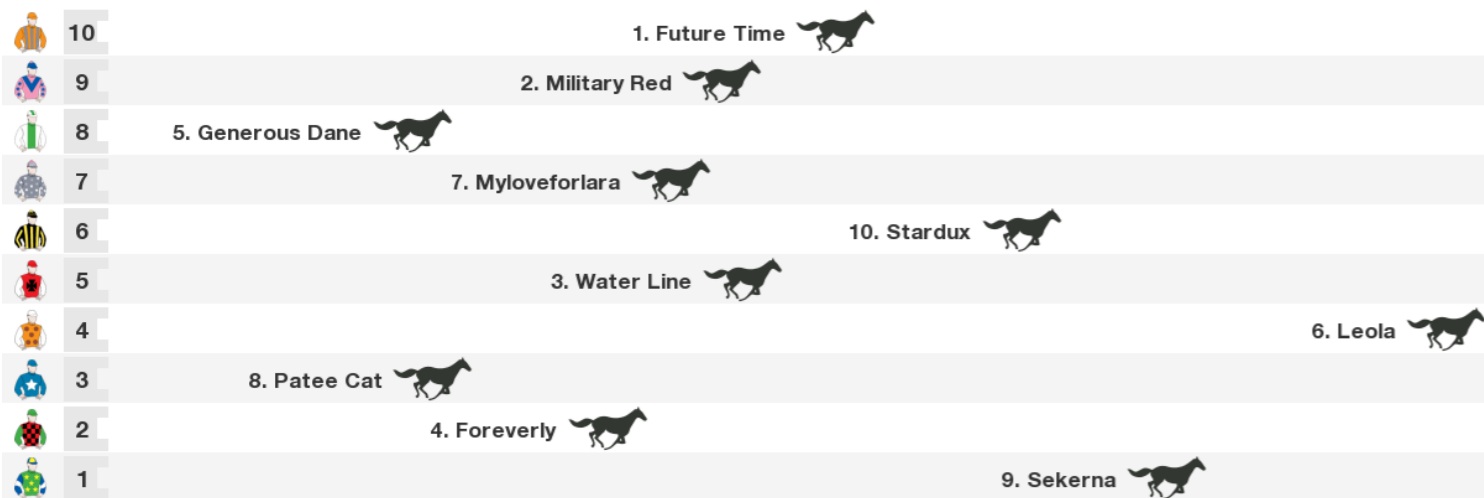 10 1. Future Time
9 2. Military Red
8 5. Generous Dane
7 7. Myloveforlara
6 10. Stardux
5 3. Water Line
4 6. Leola
3 8. Patee Cat
2 4. Foreverly
1 9. Sekerna